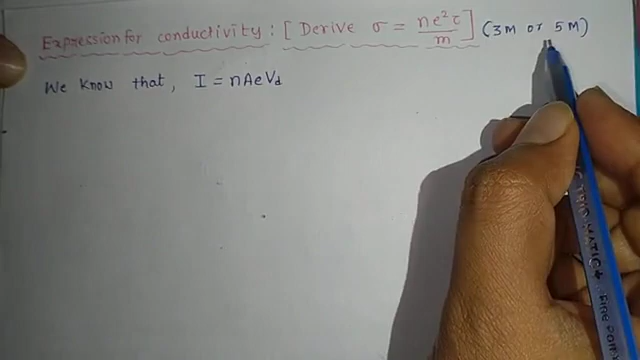 Expression for conductivity : [ Derive σ = ne²τ/m ] (3M or 5M)
We know that, I = nAeVd